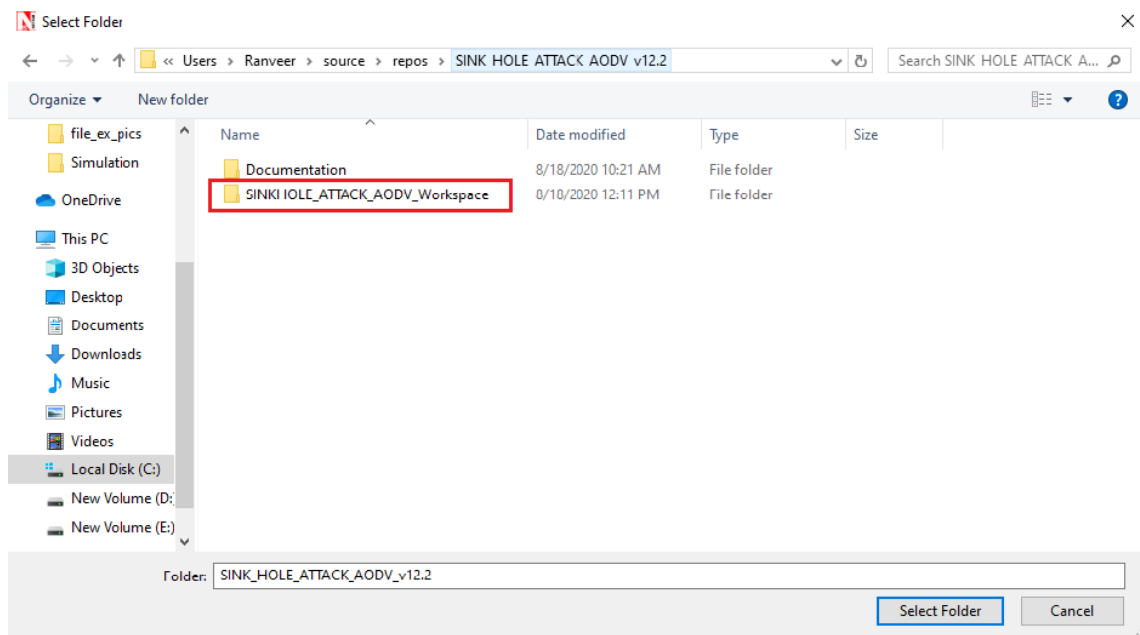 Select Folder
« Users › Ranveer › source › repos › SINK HOLE ATTACK AODV v12.2
Search SINK HOLE ATTACK A...
Organize
New folder
file_ex_pics
Simulation
OneDrive
This PC
3D Objects
Desktop
Documents
Downloads
Music
Pictures
Videos
Local Disk (C:)
New Volume (D:
New Volume (E:)
Name Date modified Type Size
Documentation 8/18/2020 10:21 AM File folder
SINKHOLE_ATTACK_AODV_Workspace 8/18/2020 12:11 PM File folder
Folder: SINK_HOLE_ATTACK_AODV_v12.2
Select Folder
Cancel